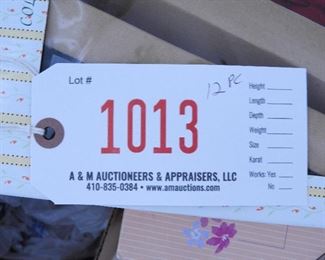 COL
Lot #
12 PC
1013
Height
Length
Depth
Weight
Size
Karat
Works: Yes
No
A & M AUCTIONEERS & APPRAISERS, LLC
410-835-0384 • www.amauctions.com